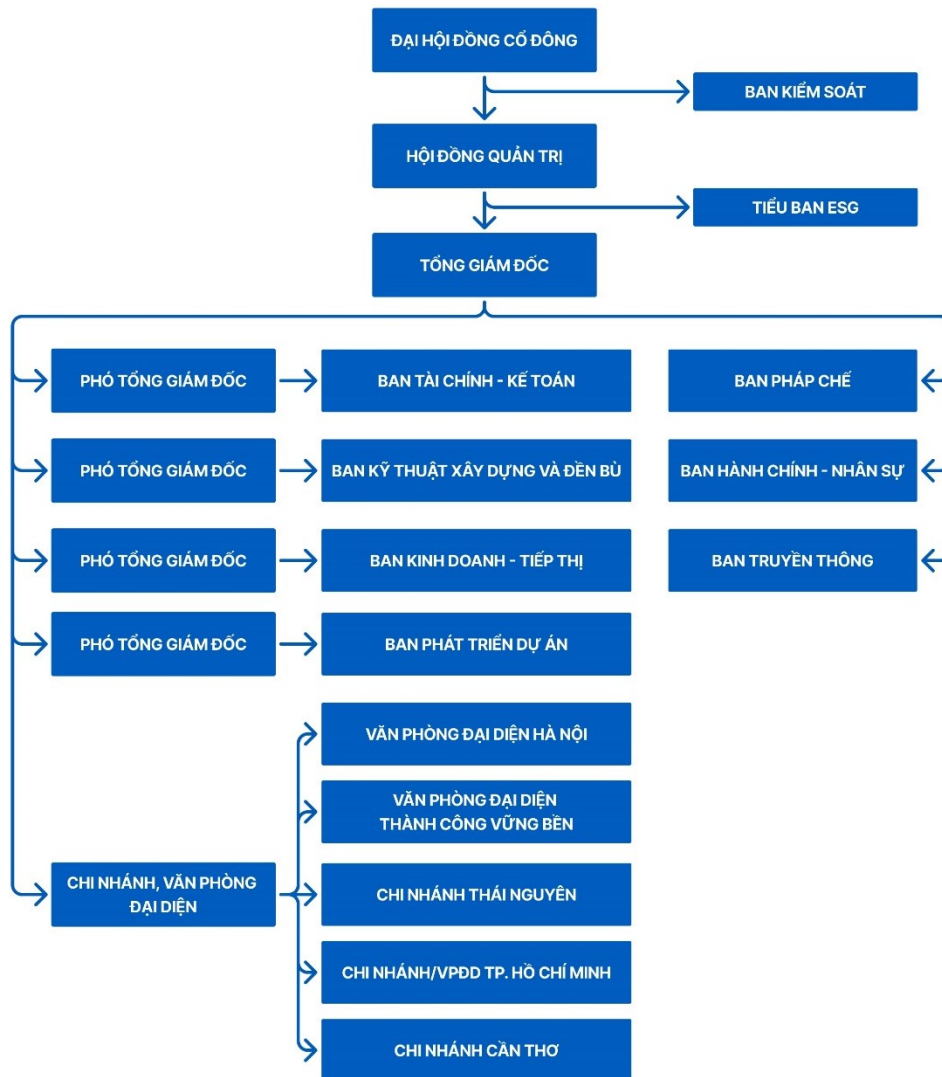 ĐẠI HỘI ĐỒNG CỔ ĐÔNG
BAN KIỂM SOÁT
HỘI ĐỒNG QUẢN TRỊ
TIỂU BAN ESG
TỔNG GIÁM ĐỐC
PHÓ TỔNG GIÁM ĐỐC
BAN TÀI CHÍNH - KẾ TOÁN
BAN PHÁP CHẾ
PHÓ TỔNG GIÁM ĐỐC
BAN KỸ THUẬT XÂY DỰNG VÀ ĐỀN BÙ
BAN HÀNH CHÍNH - NHÂN SỰ
PHÓ TỔNG GIÁM ĐỐC
BAN KINH DOANH - TIẾP THỊ
BAN TRUYỀN THÔNG
PHÓ TỔNG GIÁM ĐỐC
BAN PHÁT TRIỂN DỰ ÁN
CHI NHÁNH, VĂN PHÒNG
ĐẠI DIỆN
VĂN PHÒNG ĐẠI DIỆN HÀ NỘI
VĂN PHÒNG ĐẠI DIỆN
THÀNH CÔNG VỮNG BỀN
CHI NHÁNH THÁI NGUYÊN
CHI NHÁNH/VPĐD TP. HỒ CHÍ MINH
CHI NHÁNH CẦN THƠ